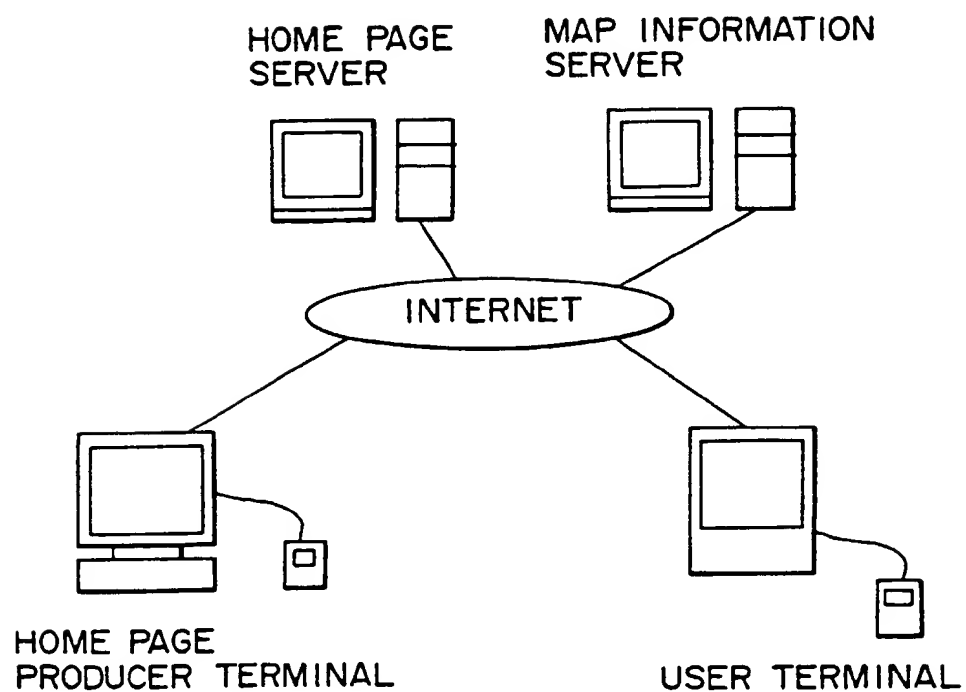 HOME PAGE
SERVER
MAP INFORMATION
SERVER
INTERNET
HOME PAGE
PRODUCER TERMINAL
USER TERMINAL